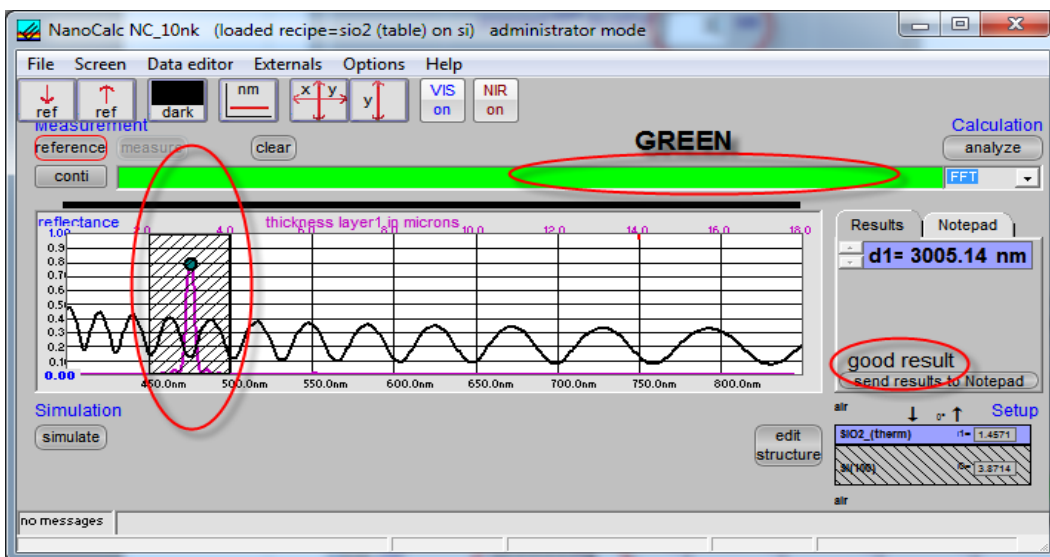 NanoCalc NC_10nk (loaded recipe=sio2 (table) on si) administrator mode
File Screen Data editor Externals Options Help
ref ref dark nm x y y VIS on NIR on
Measurement GREEN Calculation
reference measure clear analyze
conti FFT
reflectance thickness layer1 in microns
2.0 4.0 10.0 12.0 14.0 16.0 18.0
1.00
0.9
0.8
0.7
0.6
0.5
0.4
0.3
0.2
0.1
0.00
450.0nm 500.0nm 550.0nm 600.0nm 650.0nm 700.0nm 750.0nm 800.0nm
Results Notepad
d1= 3005.14 nm
good result
send results to Notepad
Simulation
simulate
edit
structure
air 0° Setup
SIO2_(therm) 1.4571
SI(100) 3.8714
air
no messages